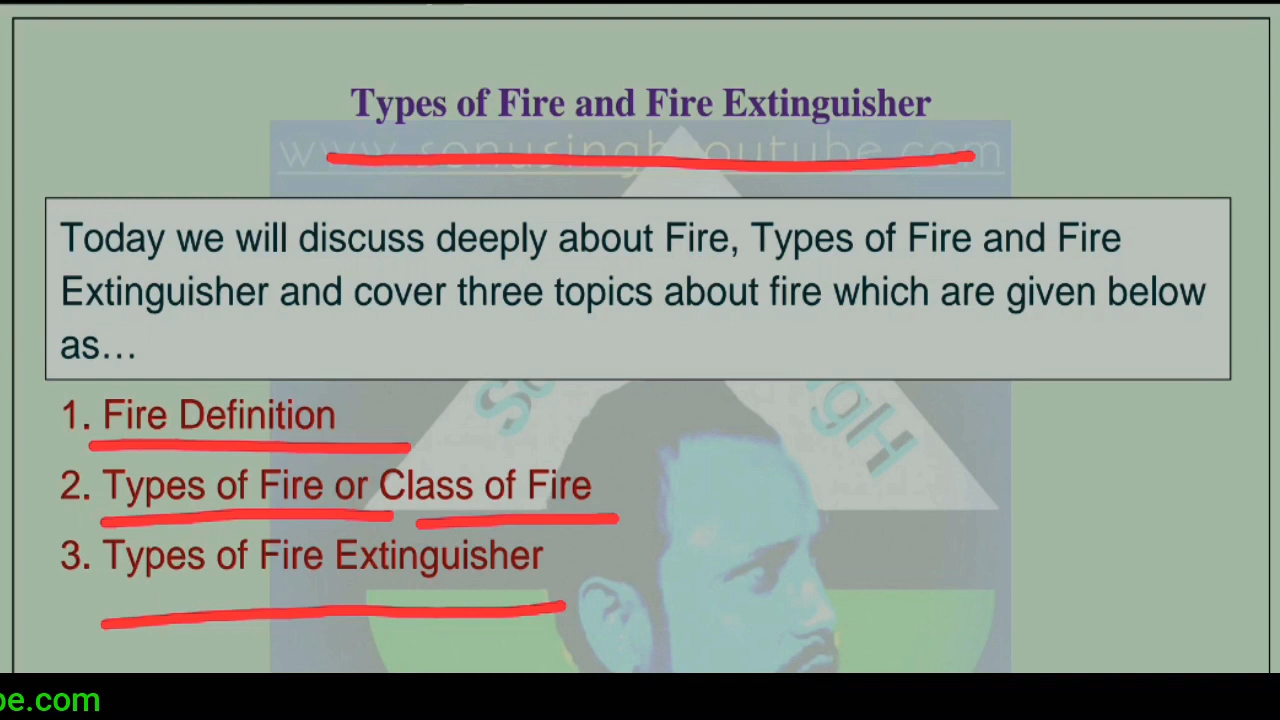 Types of Fire and Fire Extinguisher
Today we will discuss deeply about Fire, Types of Fire and Fire
Extinguisher and cover three topics about fire which are given below
as…
1. Fire Definition
2. Types of Fire or Class of Fire
3. Types of Fire Extinguisher
be.com